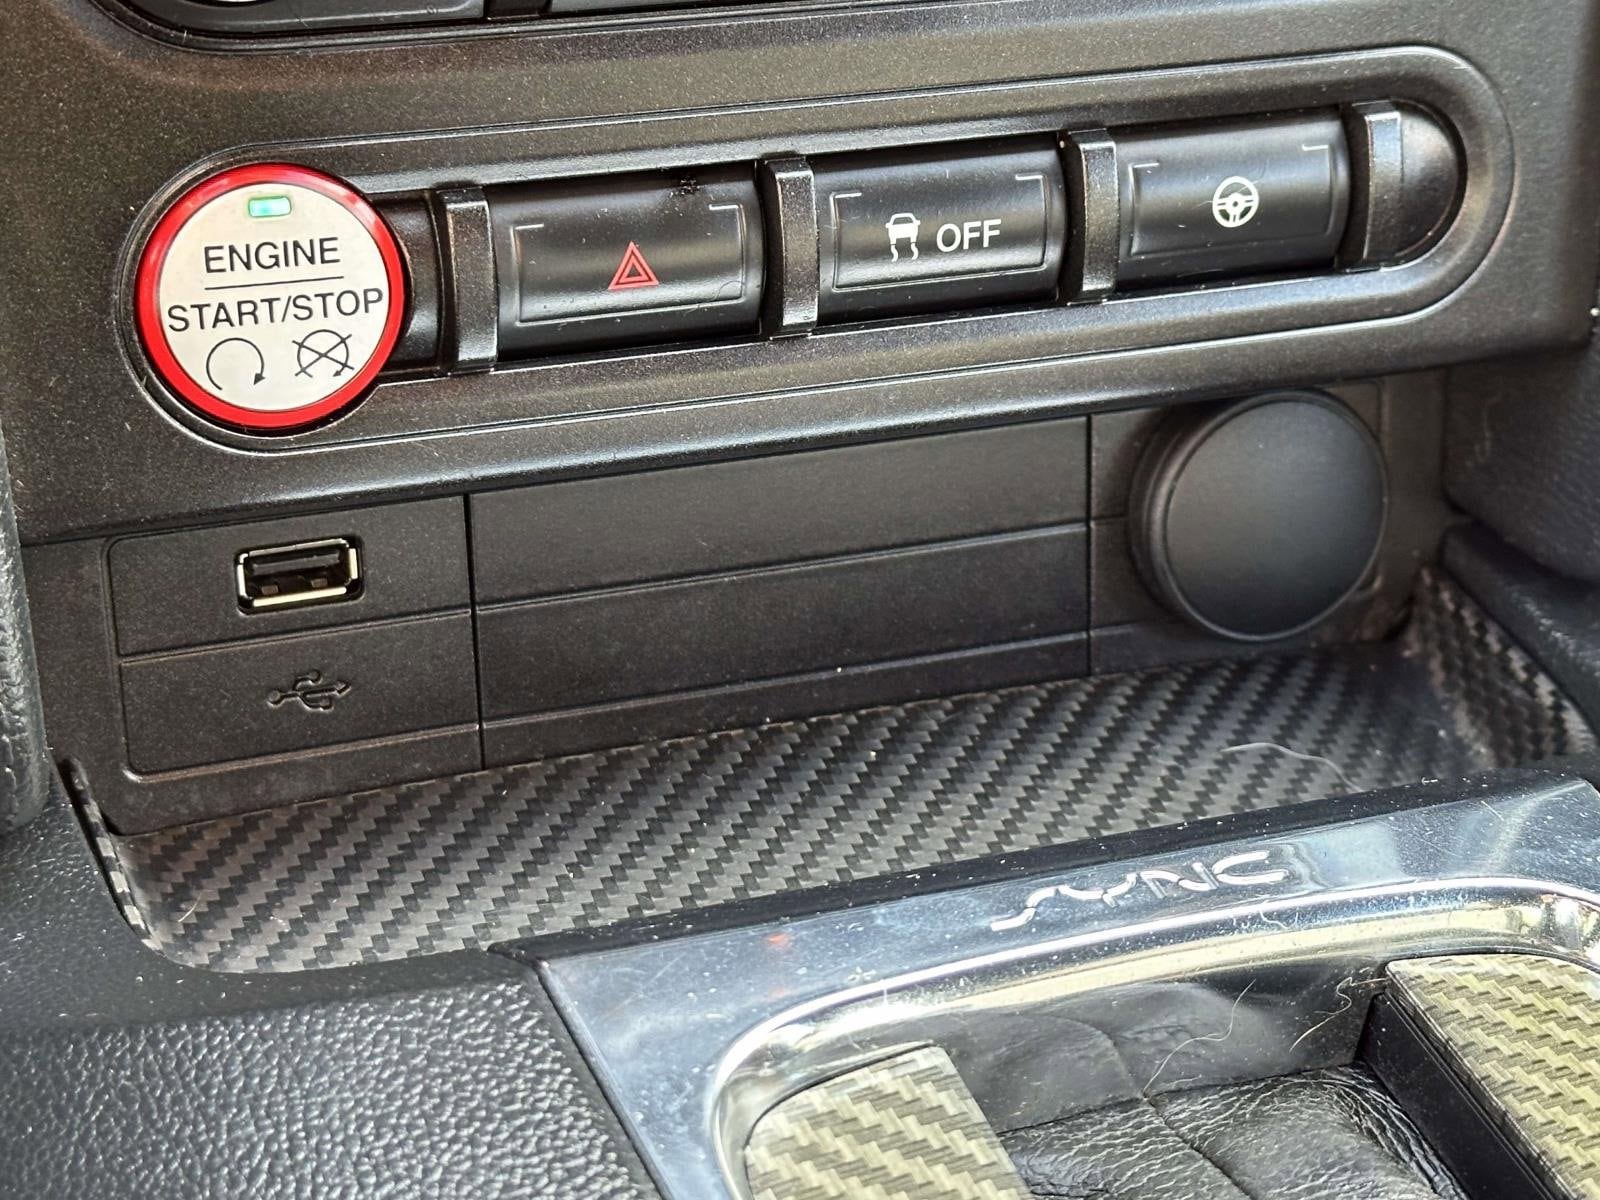 ENGINE
START/STOP
OFF
SYNC